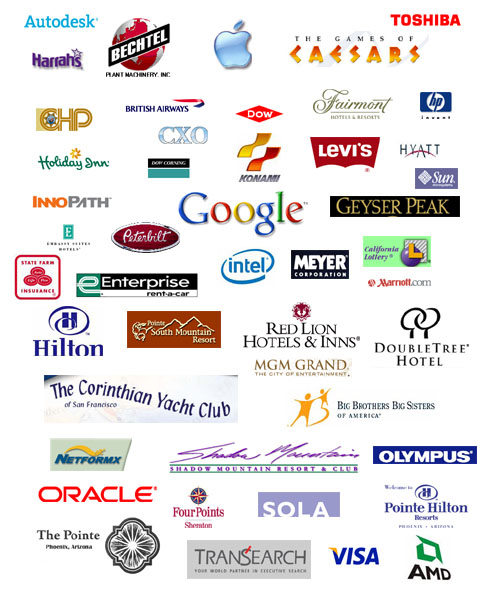 Autodesk®
TOSHIBA
Harrah's
BECHTEL
PLANT MACHINERY, INC.
THE GAMES OF
CAESARS
CHP
BRITISH AIRWAYS
CXO
DOW
Fairmont
HOTELS & RESORTS
hp
invent
Holiday Inn®
DOW CORNING
KONAMI
LEVI'S
®
HYATT
Sun
INNOPATH™
Google™
GEYSER PEAK
EMBASSY SUITES
HOTELS®
Peterbilt
STATE FARM
INSURANCE
®
e Enterprise
rent-a-car
intel
®
MEYER®
CORPORATION
California
Lottery®
Marriott.com
H
Hilton
Pointe
South Mountain
Resort
RED LION
HOTELS & INNS®
DOUBLETREE®
HOTEL
MGM GRAND®
THE CITY OF ENTERTAINMENT.
The Corinthian Yacht Club
of San Francisco
BIG BROTHERS BIG SISTERS
OF AMERICA®
NETFORMX
Shadow Mountain
SHADOW MOUNTAIN RESORT & CLUB
OLYMPUS®
ORACLE®
Four Points
Sheraton
SOLA
Welcome to
H
Pointe Hilton
Resorts
PHOENIX • ARIZONA
The Pointe
Phoenix, Arizona
TRANSEARCH
YOUR WORLD PARTNER IN EXECUTIVE SEARCH
VISA
AMD